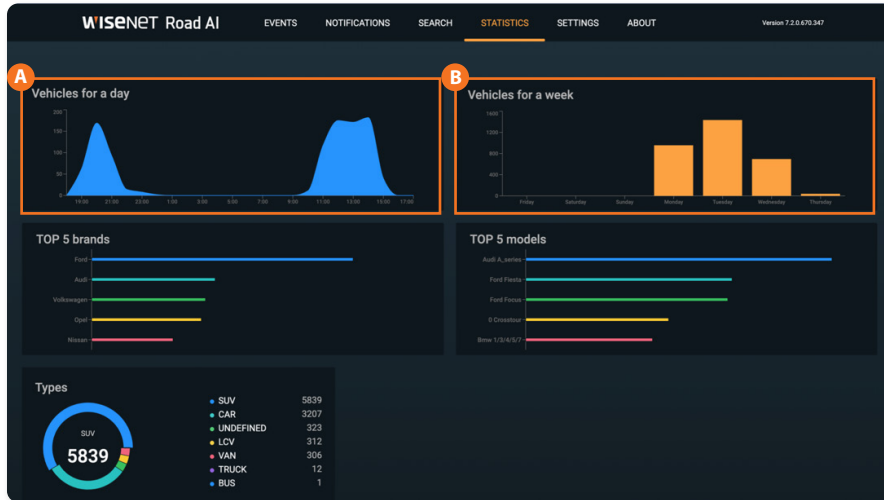 WISENET Road AI EVENTS NOTIFICATIONS SEARCH STATISTICS SETTINGS ABOUT Version 7.2.0.670.347
A
Vehicles for a day
200
150
100
50
0
19:00 21:00 23:00 1:00 3:00 5:00 7:00 9:00 11:00 13:00 15:00 17:00
B
Vehicles for a week
1600
1200
800
400
0
Friday Saturday Sunday Monday Tuesday Wednesday Thursday
TOP 5 brands
Ford
Audi
Volkswagen
Opel
Nissan
TOP 5 models
Audi A_series
Ford Fiesta
Ford Focus
0 Crosstour
Bmw 1/3/4/5/7
Types
SUV
5839
SUV 5839
CAR 3207
UNDEFINED 323
LCV 312
VAN 306
TRUCK 12
BUS 1